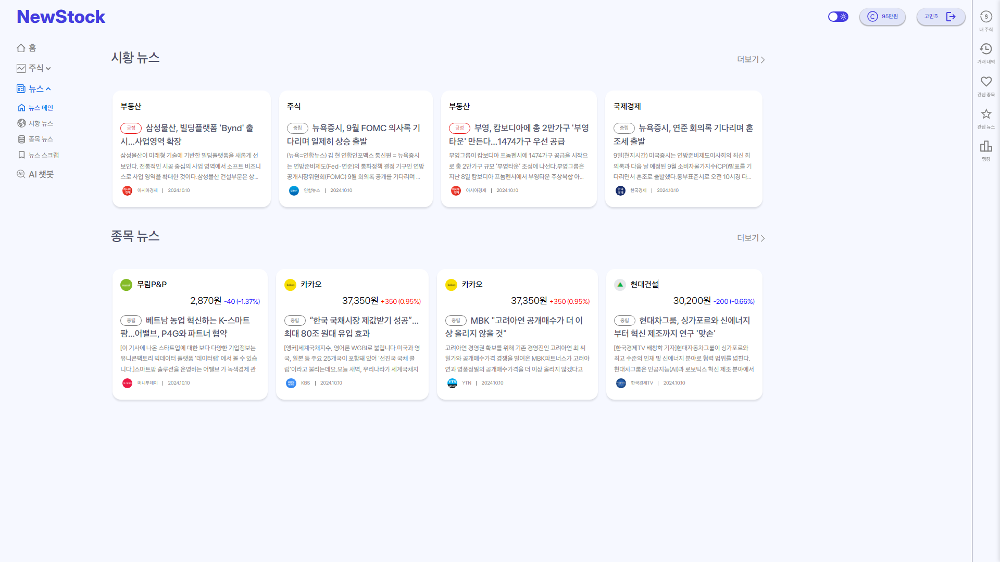 NewStock
95만원
고민호
홈
주식
뉴스
뉴스 메인
시황 뉴스
종목 뉴스
뉴스 스크랩
AI 챗봇
시황 뉴스
더보기
부동산
긍정 삼성물산, 빌딩플랫폼 'Bynd' 출
시...사업영역 확장
삼성물산이 미래형 기술에 기반한 빌딩플랫폼을 새롭게 선
보인다. 전통적인 시공 중심의 사업 영역에서 소프트 비즈니
스로 사업 영역을 확대한 것이다.삼성물산 건설부문은 상...
아시아경제 | 2024.10.10
주식
중립 뉴욕증시, 9월 FOMC 의사록 기
다리며 일제히 상승 출발
(뉴욕=연합뉴스) 김 현 연합인포맥스 통신원 = 뉴욕증시
는 연방준비제도(Fed·연준)의 통화정책 결정 기구인 연방
공개시장위원회(FOMC) 9월 회의록 공개를 기다리며 ...
연합뉴스 | 2024.10.10
부동산
긍정 부영, 캄보디아에 총 2만가구 '부영
타운' 만든다...1474가구 우선 공급
부영그룹이 캄보디아 프놈펜시에 1474가구 공급을 시작으
로 총 2만가구 규모 ‘부영타운’ 조성에 나선다.부영그룹은
지난 8일 캄보디아 프놈펜시에서 부영타운 주상복합 아...
아시아경제 | 2024.10.10
국제경제
중립 뉴욕증시, 연준 회의록 기다리며 혼
조세 출발
9일(현지시간) 미국증시는 연방준비제도이사회의 최신 회
의록과 다음 날 예정된 9월 소비자물가지수(CPI)발표를 기
다리면서 혼조로 출발했다.동부표준시로 오전 10시경 다...
한국경제 | 2024.10.10
종목 뉴스
더보기
무림P&P
2,870원 -40 (-1.37%)
중립 베트남 농업 혁신하는 K-스마트
팜...어밸브, P4G와 파트너 협약
[이 기사에 나온 스타트업에 대한 보다 다양한 기업정보는
유니콘팩토리 빅데이터 플랫폼 '데이터랩' 에서 볼 수 있습
니다.]스마트팜 솔루션을 운영하는 어밸브 가 녹색경제 관
머니투데이 | 2024.10.10
카카오
37,350원 +350 (0.95%)
중립 “한국 국채시장 제값받기 성공”...
최대 80조 원대 유입 효과
[앵커]세계국채지수, 영어론 WGBI로 불립니다.미국과 영
국, 일본 등 주요 25개국이 포함돼 있어 '선진국 국채 클
럽'이라고 불리는데요.오늘 새벽, 우리나라가 세계국채지
KBS | 2024.10.10
카카오
37,350원 +350 (0.95%)
중립 MBK "고려아연 공개매수가 더 이
상 올리지 않을 것"
고려아연 경영권 확보를 위해 기존 경영진인 고려아연 최 씨
일가와 공개매수가격 경쟁을 벌여온 MBK파트너스가 고려아
연과 영풍정밀의 공개매수가격을 더 이상 올리지 않겠다고
YTN | 2024.10.10
현대건설
30,200원 -200 (-0.66%)
중립 현대차그룹, 싱가포르와 신에너지
부터 혁신 제조까지 연구 '맞손'
[한국경제TV 배창학 기자]현대자동차그룹이 싱가포르와
최고 수준의 인재 및 신에너지 분야로 협력 범위를 넓힌다.
현대차그룹은 인공지능(AI)과 로보틱스 혁신 제조 분야에서
한국경제TV | 2024.10.10
내 주식
거래 내역
관심 종목
관심 뉴스
랭킹